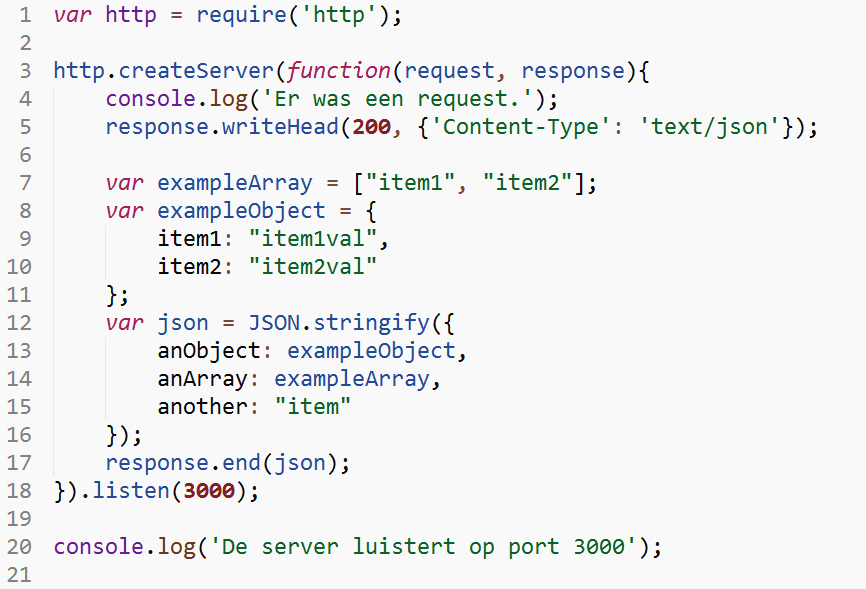 1 var http = require('http');
2
3 http.createServer(function(request, response){
4     console.log('Er was een request.');
5     response.writeHead(200, {'Content-Type': 'text/json'});
6
7     var exampleArray = ["item1", "item2"];
8     var exampleObject = {
9         item1: "item1val",
10         item2: "item2val"
11     };
12     var json = JSON.stringify({
13         anObject: exampleObject,
14         anArray: exampleArray,
15         another: "item"
16     });
17     response.end(json);
18 }).listen(3000);
19
20 console.log('De server luistert op port 3000');
21